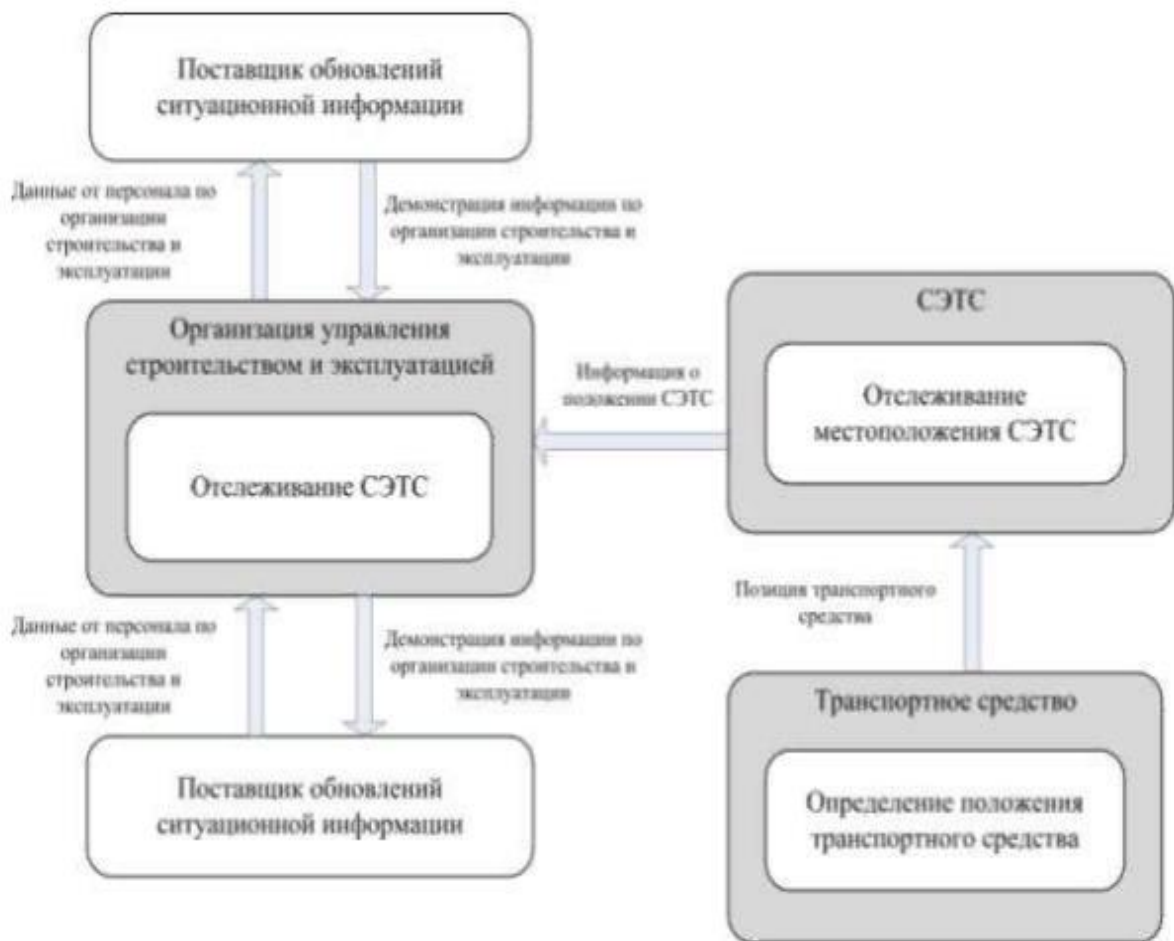 Поставщик обновлений
ситуационной информации
Данные от персонала по
организации
строительства и
эксплуатации
Демонстрация информации по
организации строительства и
эксплуатации
Организация управления
строительством и эксплуатацией
Отслеживание СЭТС
Информация о
положении СЭТС
СЭТС
Отслеживание
местоположения СЭТС
Данные от персонала по
организации
строительства и
эксплуатации
Демонстрация информации по
организации строительства и
эксплуатации
Позиция транспортного
средства
Поставщик обновлений
ситуационной информации
Транспортное средство
Определение положения
транспортного средства